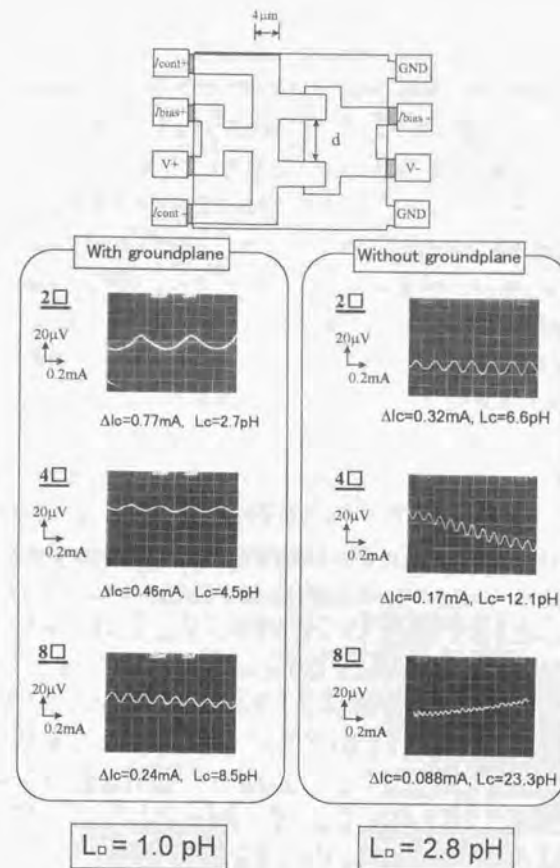 4μm
Icont+
GND
Ibias+
Ibias -
d
V+
V-
Icont -
GND
With groundplane
2□
20μV
0.2mA
ΔIc=0.77mA, Lc=2.7pH
4□
20μV
0.2mA
ΔIc=0.46mA, Lc=4.5pH
8□
20μV
0.2mA
ΔIc=0.24mA, Lc=8.5pH
L□ = 1.0 pH
Without groundplane
2□
20μV
0.2mA
ΔIc=0.32mA, Lc=6.6pH
4□
20μV
0.2mA
ΔIc=0.17mA, Lc=12.1pH
8□
20μV
0.2mA
ΔIc=0.088mA, Lc=23.3pH
L□ = 2.8 pH